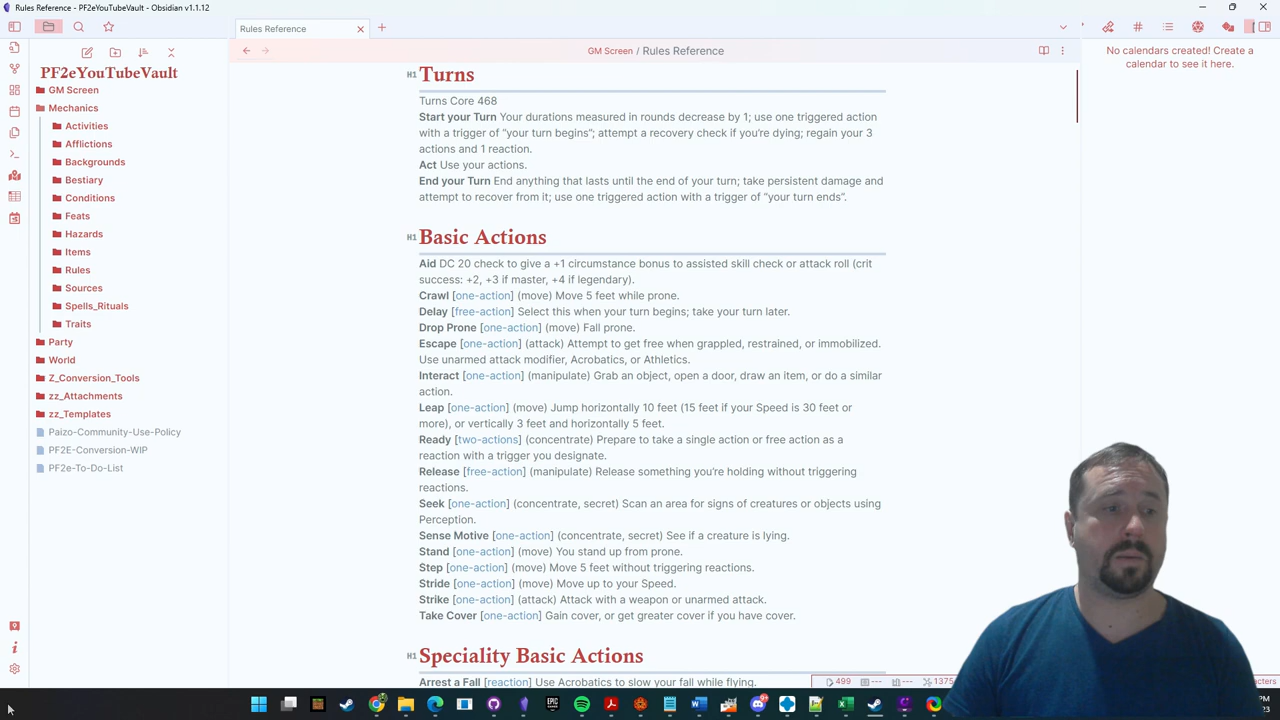 Rules Reference - PF2eYouTubeVault - Obsidian v1.1.12
Rules Reference
GM Screen / Rules Reference
PF2eYouTubeVault
GM Screen
Mechanics
Activities
Afflictions
Backgrounds
Bestiary
Conditions
Feats
Hazards
Items
Rules
Sources
Spells_Rituals
Traits
Party
World
Z_Conversion_Tools
zz_Attachments
zz_Templates
Paizo-Community-Use-Policy
PF2E-Conversion-WIP
PF2e-To-Do-List
H1 Turns
Turns Core 468
Start your Turn Your durations measured in rounds decrease by 1; use one triggered action
with a trigger of “your turn begins”; attempt a recovery check if you’re dying; regain your 3
actions and 1 reaction.
Act Use your actions.
End your Turn End anything that lasts until the end of your turn; take persistent damage and
attempt to recover from it; use one triggered action with a trigger of “your turn ends”.
H1 Basic Actions
Aid DC 20 check to give a +1 circumstance bonus to assisted skill check or attack roll (crit
success: +2, +3 if master, +4 if legendary).
Crawl [one-action] (move) Move 5 feet while prone.
Delay [free-action] Select this when your turn begins; take your turn later.
Drop Prone [one-action] (move) Fall prone.
Escape [one-action] (attack) Attempt to get free when grappled, restrained, or immobilized.
Use unarmed attack modifier, Acrobatics, or Athletics.
Interact [one-action] (manipulate) Grab an object, open a door, draw an item, or do a similar
action.
Leap [one-action] (move) Jump horizontally 10 feet (15 feet if your Speed is 30 feet or
more), or vertically 3 feet and horizontally 5 feet.
Ready [two-actions] (concentrate) Prepare to take a single action or free action as a
reaction with a trigger you designate.
Release [free-action] (manipulate) Release something you’re holding without triggering
reactions.
Seek [one-action] (concentrate, secret) Scan an area for signs of creatures or objects using
Perception.
Sense Motive [one-action] (concentrate, secret) See if a creature is lying.
Stand [one-action] (move) You stand up from prone.
Step [one-action] (move) Move 5 feet without triggering reactions.
Stride [one-action] (move) Move up to your Speed.
Strike [one-action] (attack) Attack with a weapon or unarmed attack.
Take Cover [one-action] Gain cover, or get greater cover if you have cover.
H1 Speciality Basic Actions
Arrest a Fall [reaction] Use Acrobatics to slow your fall while flying.
No calendars created! Create a
calendar to see it here.
499 --- --- 1375